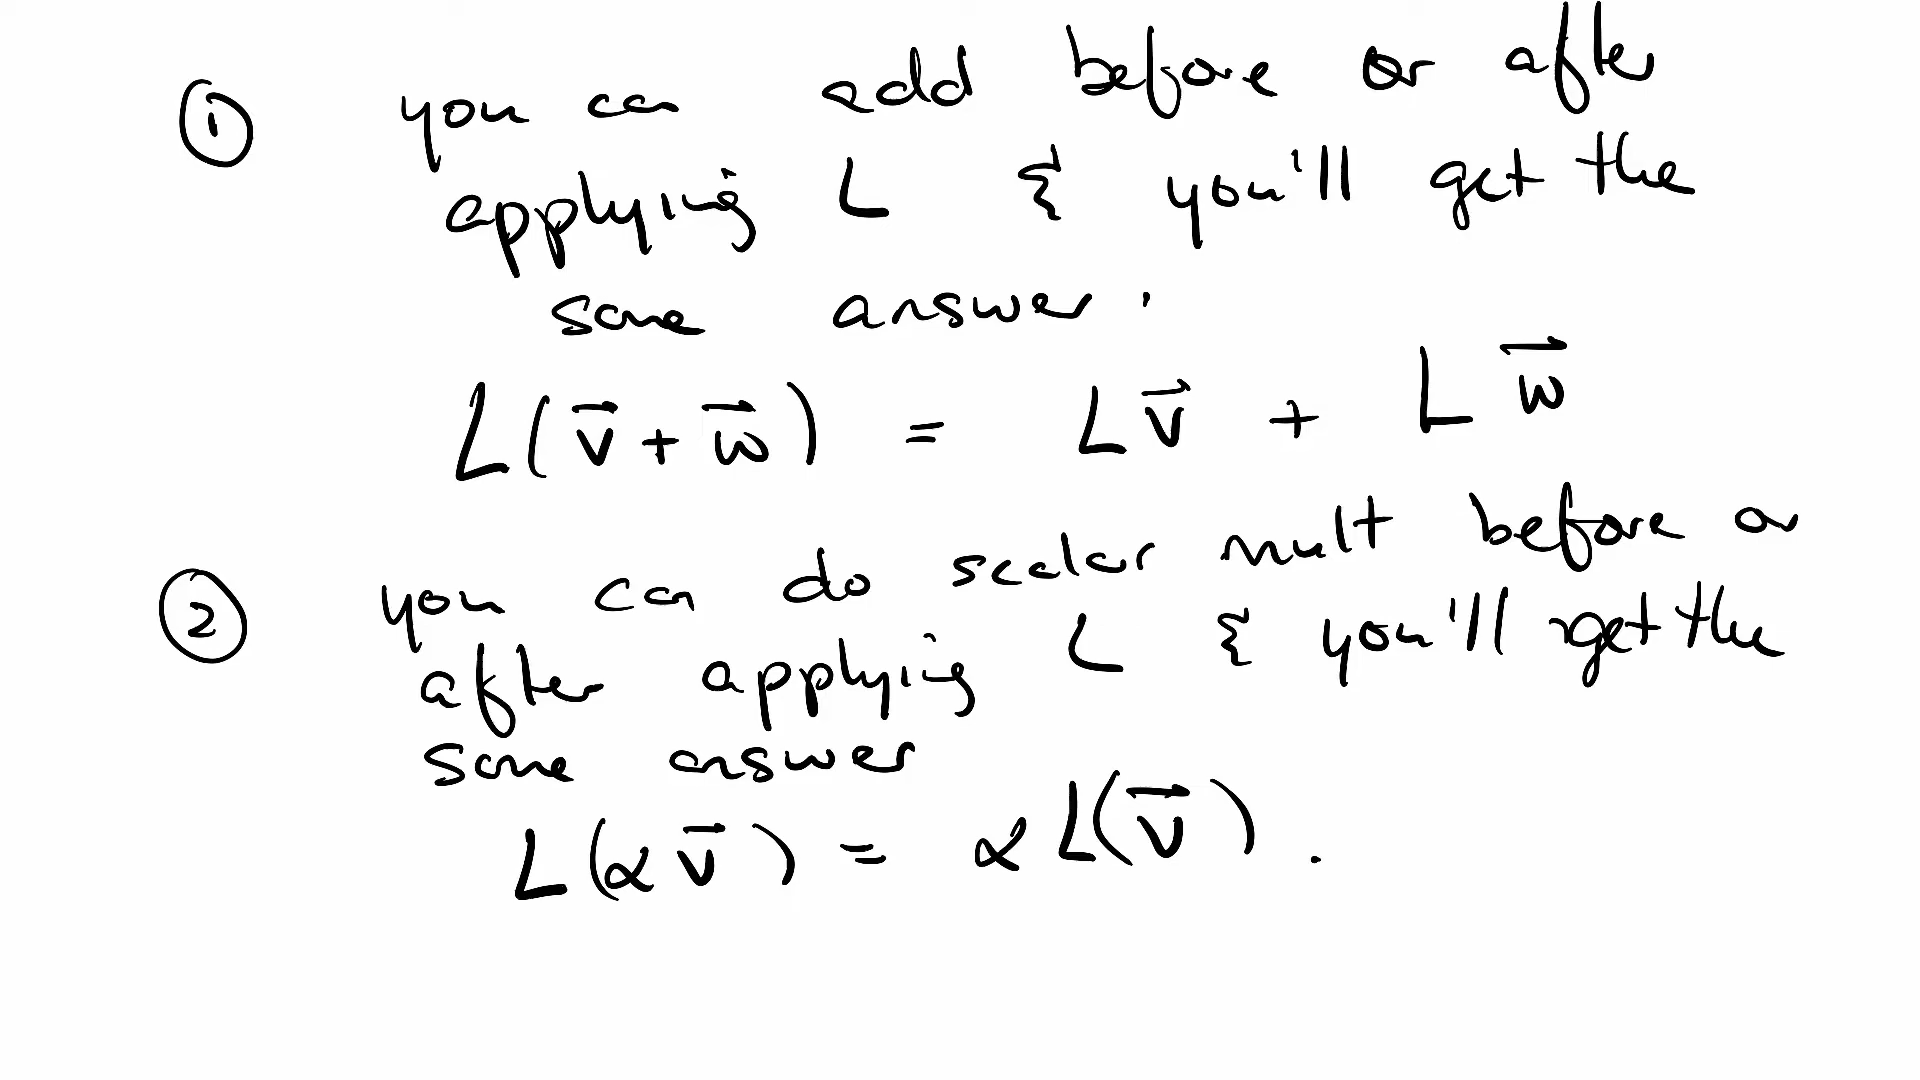 ① you can add before or after
applying L & you'll get the
same answer.
L(v⃗ + w⃗) = Lv⃗ + Lw⃗
② you can do scalar mult before or
after applying L & you'll get the
same answer
L(αv⃗) = αL(v⃗).